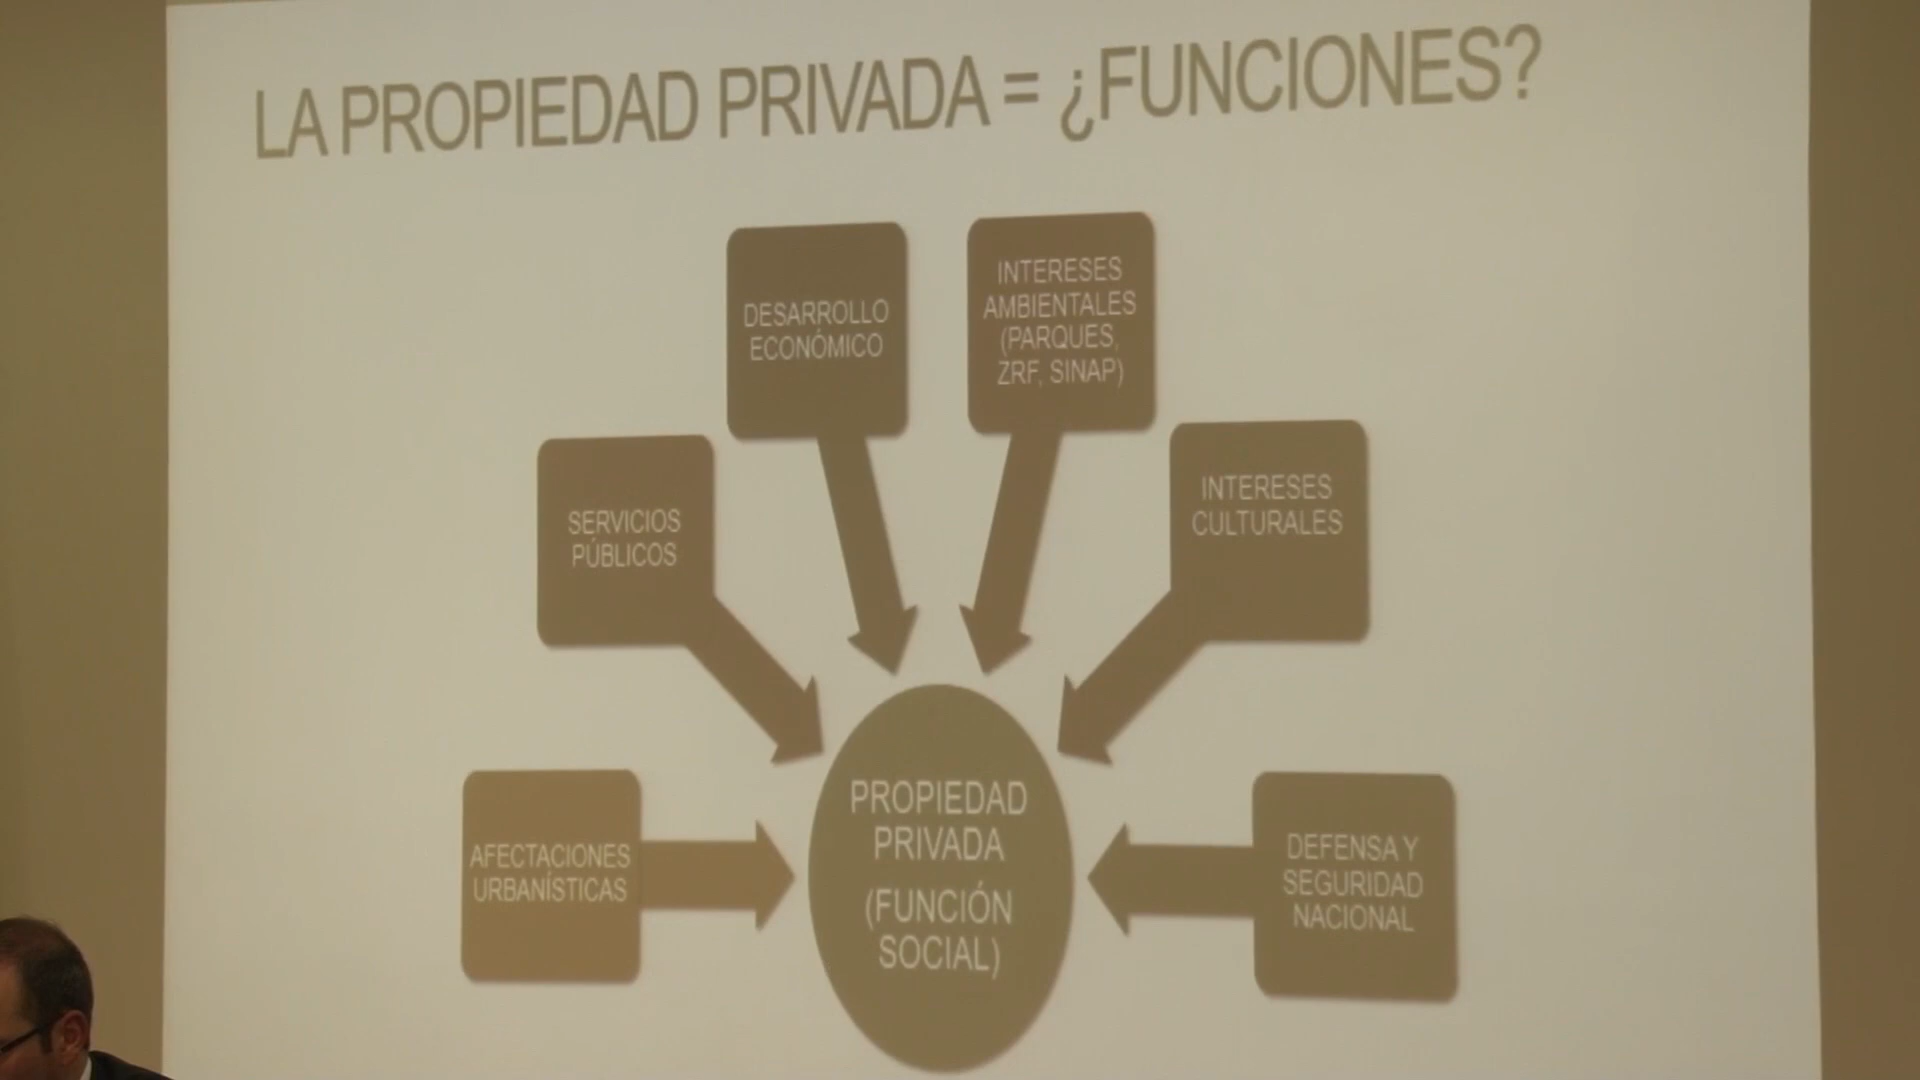 LA PROPIEDAD PRIVADA = ¿FUNCIONES?
DESARROLLO
ECONÓMICO
INTERESES
AMBIENTALES
(PARQUES,
ZRF, SINAP)
SERVICIOS
PÚBLICOS
INTERESES
CULTURALES
AFECTACIONES
URBANÍSTICAS
PROPIEDAD
PRIVADA
(FUNCIÓN
SOCIAL)
DEFENSA Y
SEGURIDAD
NACIONAL